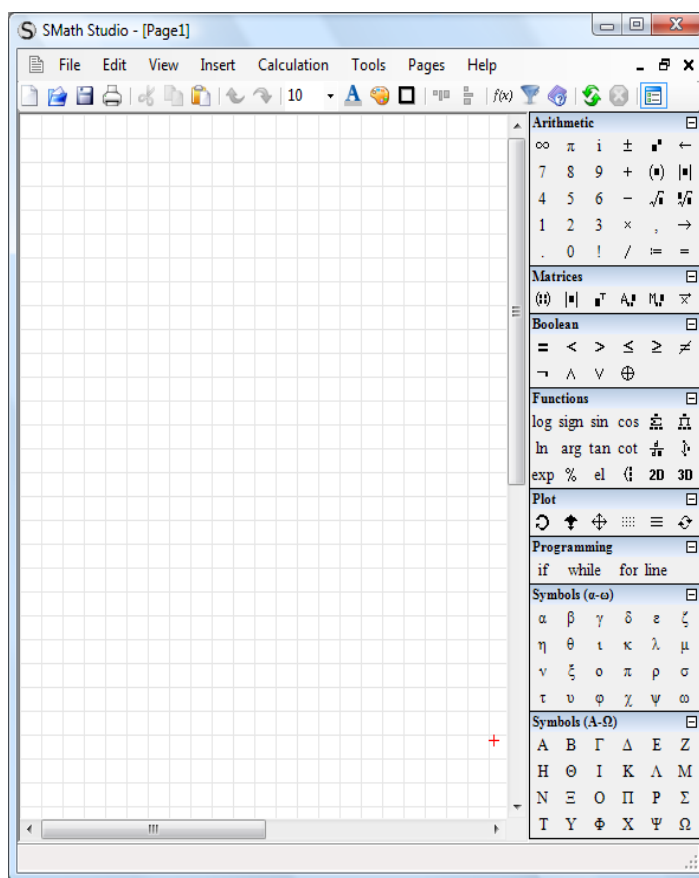 SMath Studio - [Page1]
File Edit View Insert Calculation Tools Pages Help
10 A f(x)
Arithmetic
∞ π i ± ←
7 8 9 + (■) |■|
4 5 6 − √■
1 2 3 × , →
. 0 ! / := =
Matrices
Boolean
= < > ≤ ≥ ≠
¬ ∧ ∨ ⊕
Functions
log sign sin cos
ln arg tan cot
exp % el 2D 3D
Plot
Programming
if while for line
Symbols (α-ω)
α β γ δ ε ζ
η θ ι κ λ μ
ν ξ ο π ρ σ
τ υ φ χ ψ ω
Symbols (Α-Ω)
Α Β Γ Δ Ε Ζ
Η Θ Ι Κ Λ Μ
Ν Ξ Ο Π Ρ Σ
Τ Υ Φ Χ Ψ Ω